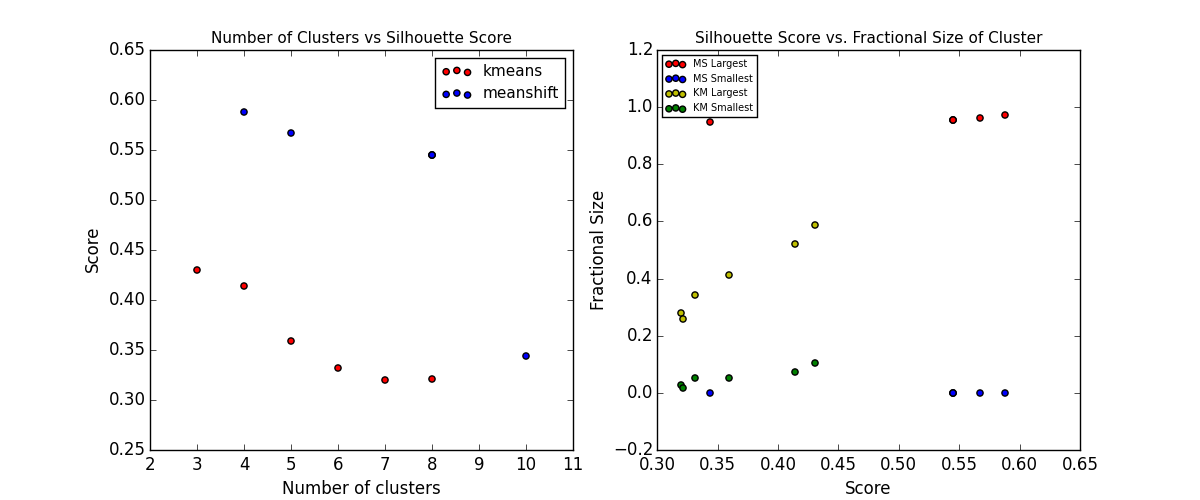 Number of Clusters vs Silhouette Score
0.65
0.60
0.55
0.50
0.45
0.40
0.35
0.30
0.25
Score
kmeans
meanshift
2 3 4 5 6 7 8 9 10 11
Number of clusters
Silhouette Score vs. Fractional Size of Cluster
1.2
1.0
0.8
0.6
0.4
0.2
0.0
−0.2
Fractional Size
MS Largest
MS Smallest
KM Largest
KM Smallest
0.30 0.35 0.40 0.45 0.50 0.55 0.60 0.65
Score